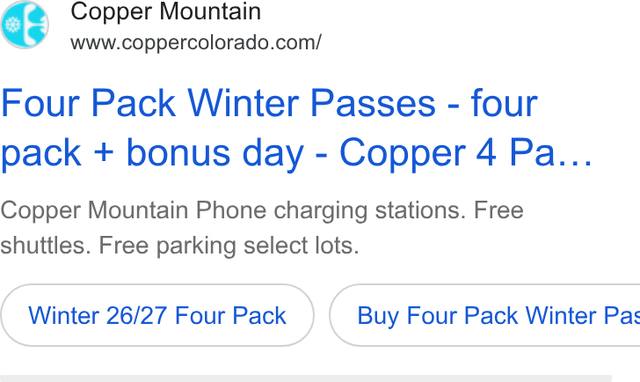 Copper Mountain
www.coppercolorado.com/
Four Pack Winter Passes - four
pack + bonus day - Copper 4 Pa…
Copper Mountain Phone charging stations. Free
shuttles. Free parking select lots.
Winter 26/27 Four Pack
Buy Four Pack Winter Pas